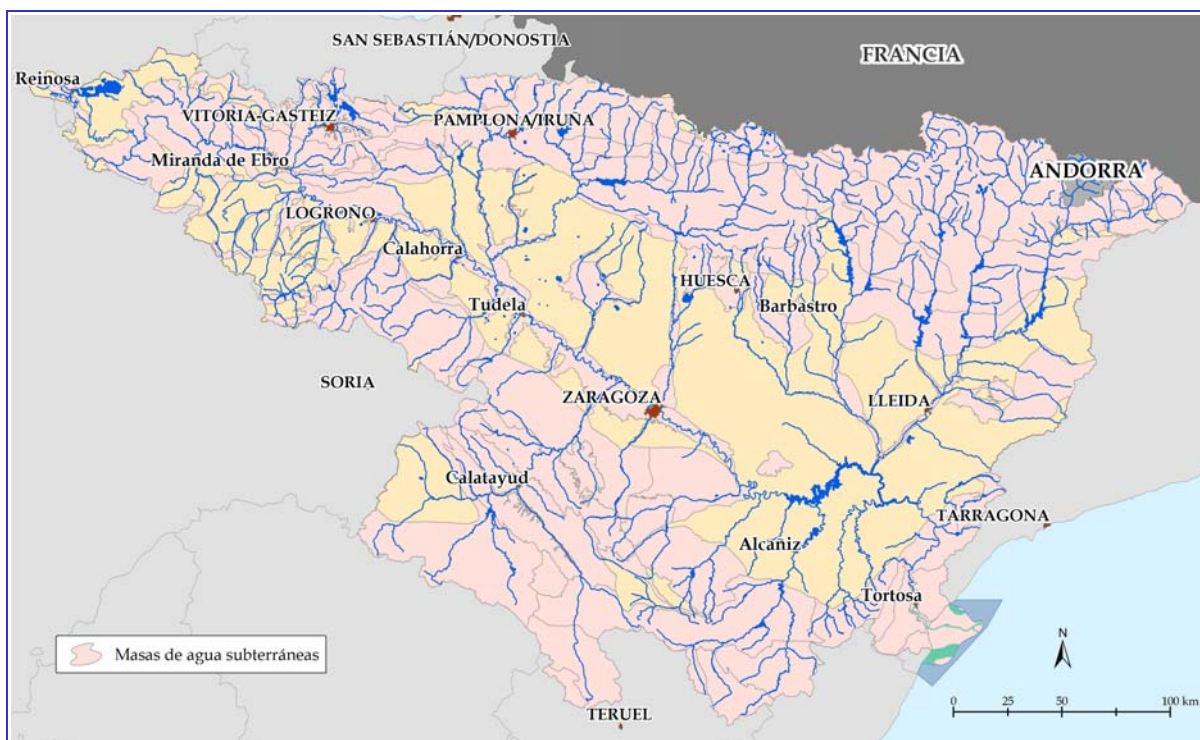 SAN SEBASTIÁN/DONOSTIA
FRANCIA
Reinosa
VITORIA-GASTEIZ
PAMPLONA/IRUÑA
Miranda de Ebro
ANDORRA
LOGROÑO
Calahorra
HUESCA
Barbastro
Tudela
SORIA
ZARAGOZA
LLEIDA
Calatayud
TARRAGONA
Alcañiz
Tortosa
Masas de agua subterráneas
N
0 25 50 100 km
TERUEL